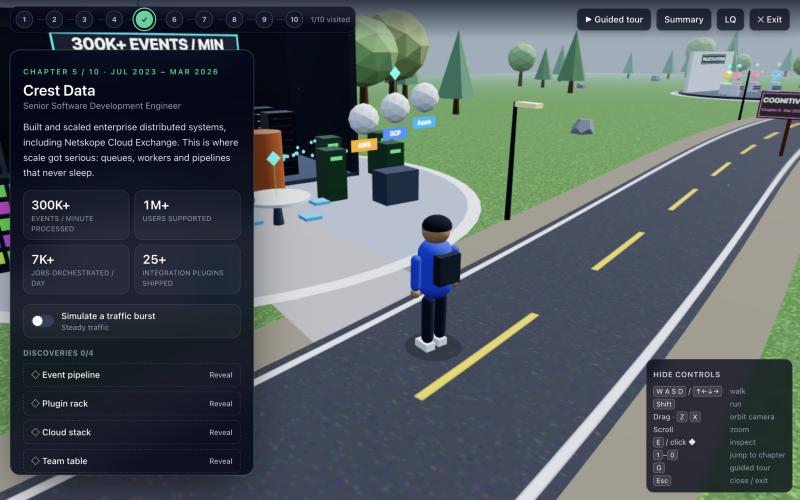 1 2 3 4 ✓ 6 7 8 9 10 1/10 visited
▶ Guided tour
Summary
LQ
✕ Exit
300K+ EVENTS / MIN
CHAPTER 5 / 10 · JUL 2023 – MAR 2026
Crest Data
Senior Software Development Engineer
Built and scaled enterprise distributed systems,
including Netskope Cloud Exchange. This is where
scale got serious: queues, workers and pipelines
that never sleep.
300K+
EVENTS / MINUTE
PROCESSED
1M+
USERS SUPPORTED
7K+
JOBS ORCHESTRATED /
DAY
25+
INTEGRATION PLUGINS
SHIPPED
Simulate a traffic burst
Steady traffic
DISCOVERIES 0/4
◇ Event pipeline Reveal
◇ Plugin rack Reveal
◇ Cloud stack Reveal
◇ Team table Reveal
AWS
GCP
Azure
COGNITIV
HIDE CONTROLS
W A S D / ↑←↓→ walk
Shift run
Drag · Z X orbit camera
Scroll zoom
E / click ◆ inspect
1–0 jump to chapter
G guided tour
Esc close / exit